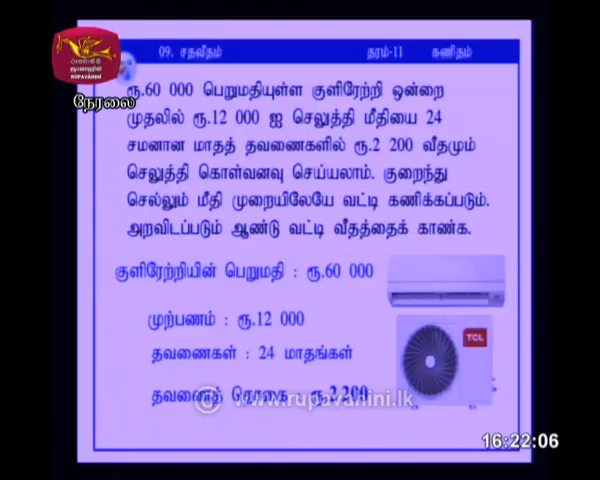 09. சதவீதம் தரம்-11 கணிதம்
RUPAVAHINI
நேரலை
ரூ.60 000 பெறுமதியுள்ள குளிரேற்றி ஒன்றை
முதலில் ரூ.12 000 ஐ செலுத்தி மீதியை 24
சமனான மாதத் தவணைகளில் ரூ.2 200 வீதமும்
செலுத்தி கொள்வனவு செய்யலாம். குறைந்து
செல்லும் மீதி முறையிலேயே வட்டி கணிக்கப்படும்.
அறவிடப்படும் ஆண்டு வட்டி வீதத்தைக் காண்க.
குளிரேற்றியின் பெறுமதி : ரூ.60 000
முற்பணம் : ரூ.12 000
தவணைகள் : 24 மாதங்கள்
TCL
தவணைத் தொகை : ரூ.2,200
© www.rupavahini.lk
16:22:06